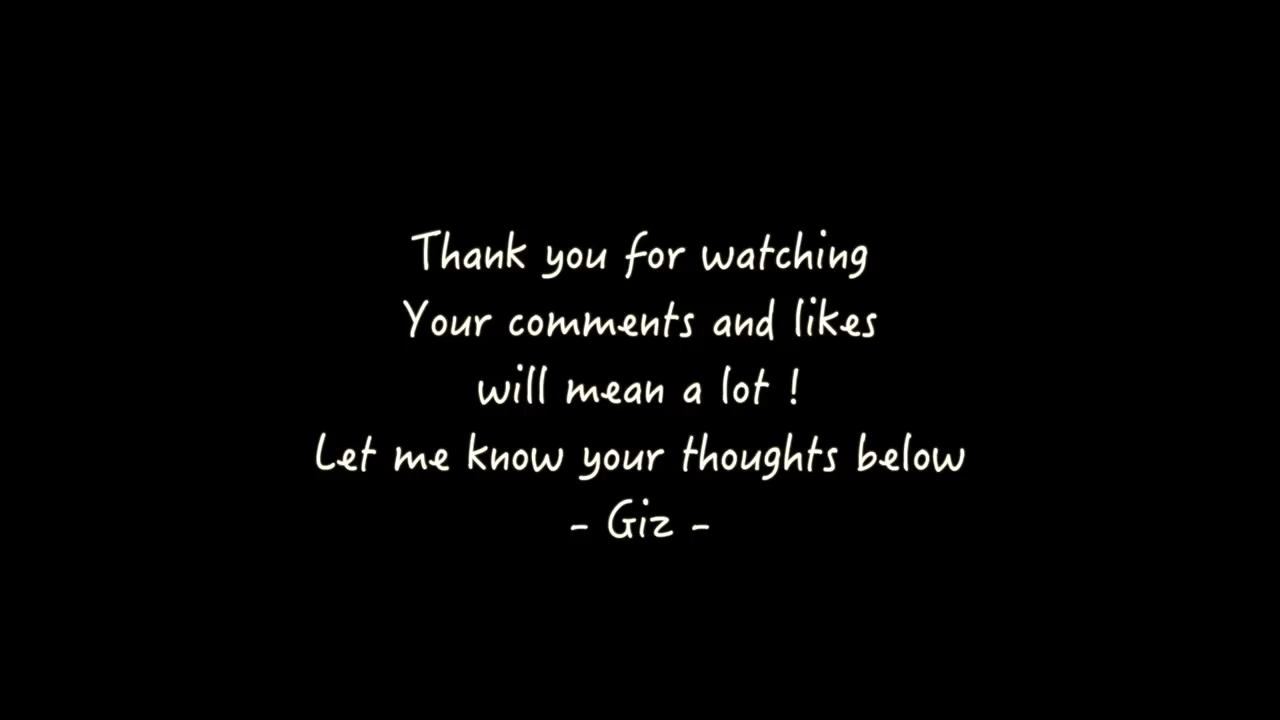 Thank you for watching
Your comments and likes
will mean a lot !
Let me know your thoughts below
- Giz -